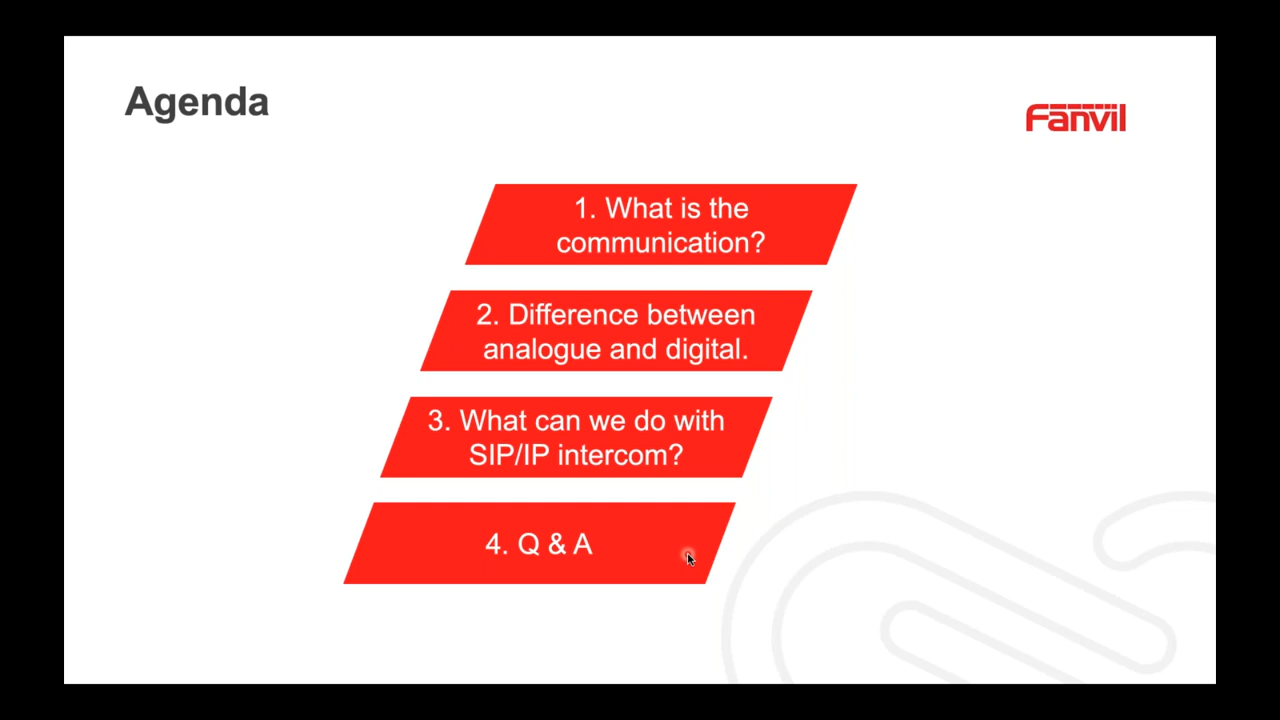 Agenda
Fanvil
1. What is the
communication?
2. Difference between
analogue and digital.
3. What can we do with
SIP/IP intercom?
4. Q & A